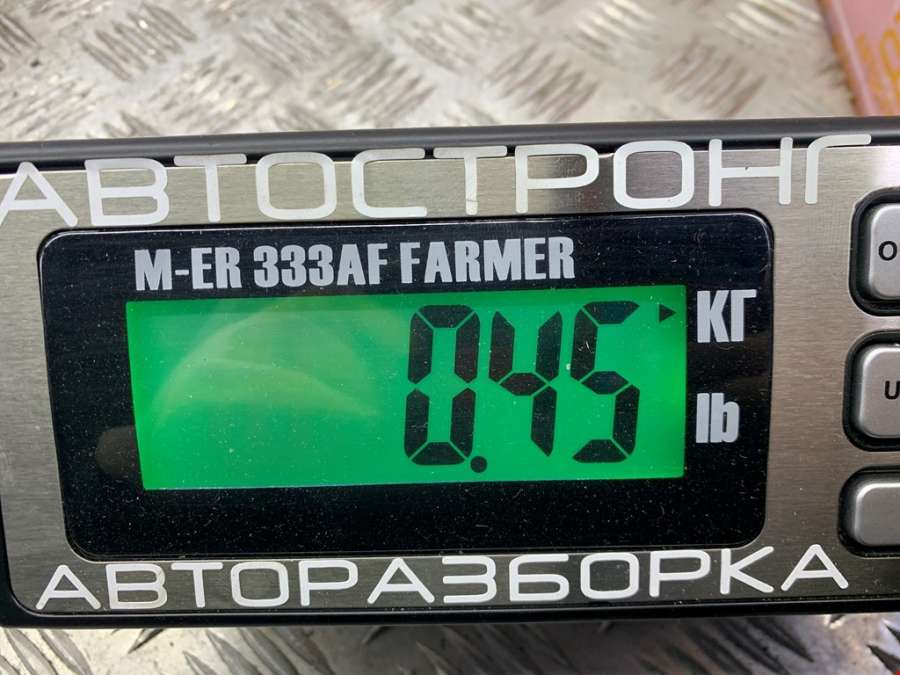 АВТОСТРОНГ
M-ER 333AF FARMER
0.45
КГ
lb
АВТОРАЗБОРКА